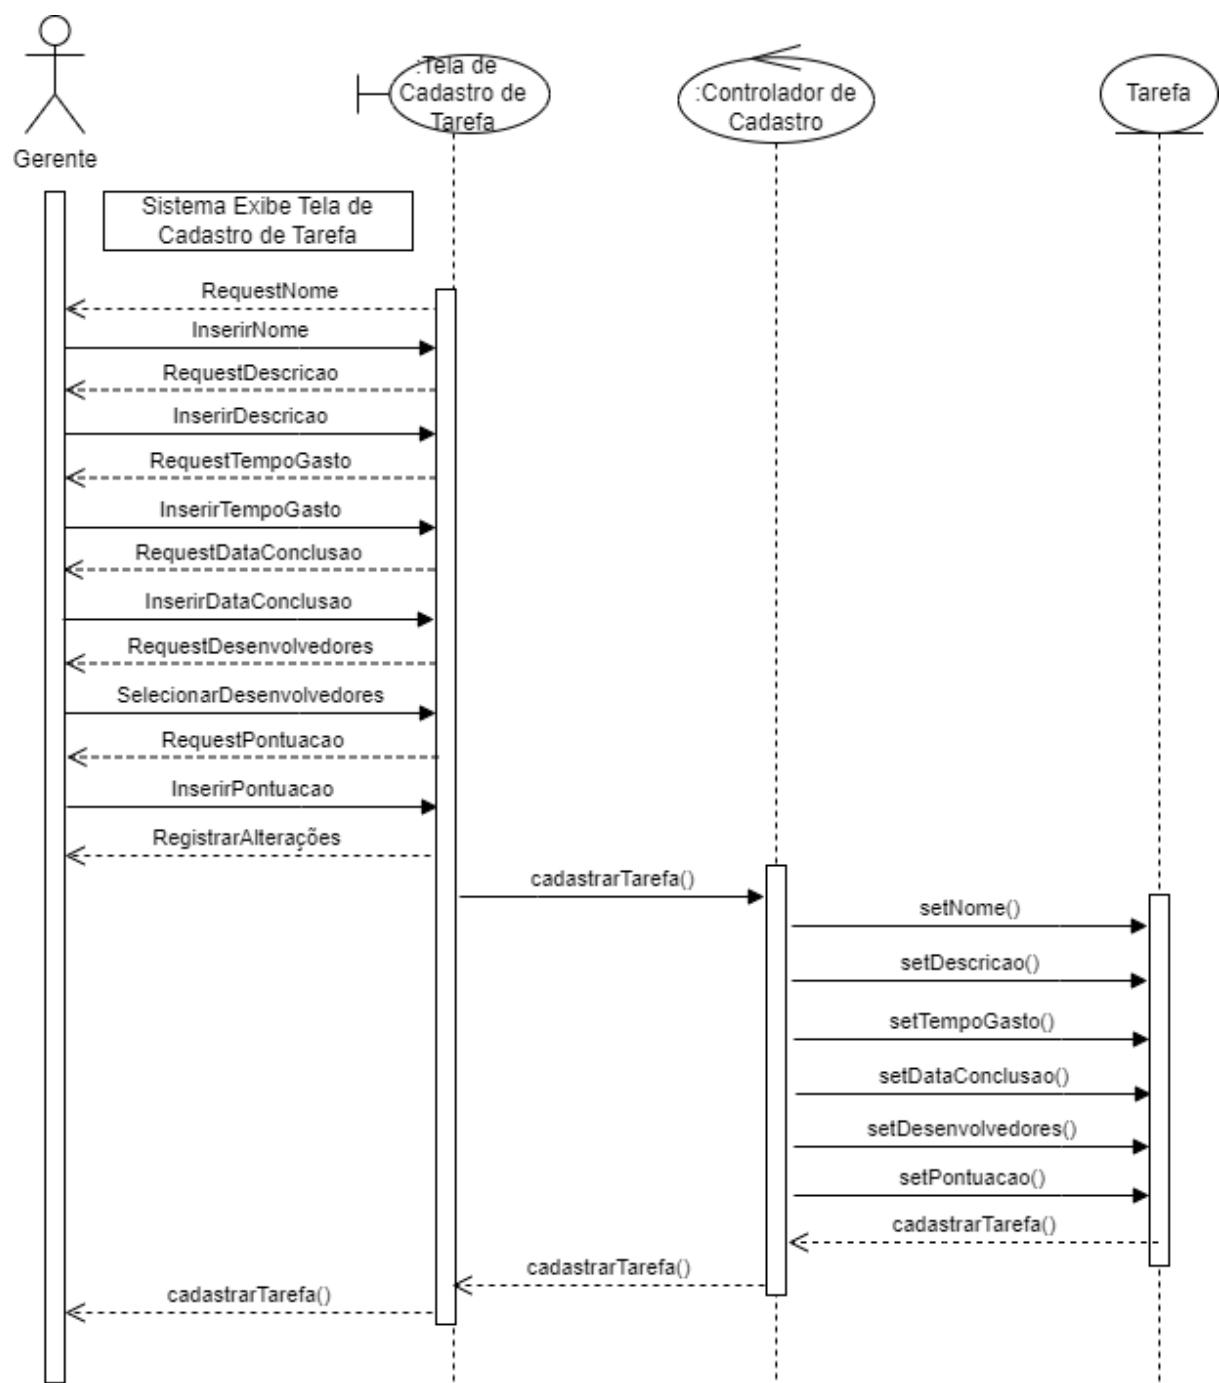 :Tela de
Cadastro de
Tarefa
:Controlador de
Cadastro
Tarefa
Gerente
Sistema Exibe Tela de
Cadastro de Tarefa
RequestNome
InserirNome
RequestDescricao
InserirDescricao
RequestTempoGasto
InserirTempoGasto
RequestDataConclusao
InserirDataConclusao
RequestDesenvolvedores
SelecionarDesenvolvedores
RequestPontuacao
InserirPontuacao
RegistrarAlterações
cadastrarTarefa()
setNome()
setDescricao()
setTempoGasto()
setDataConclusao()
setDesenvolvedores()
setPontuacao()
cadastrarTarefa()
cadastrarTarefa()
cadastrarTarefa()